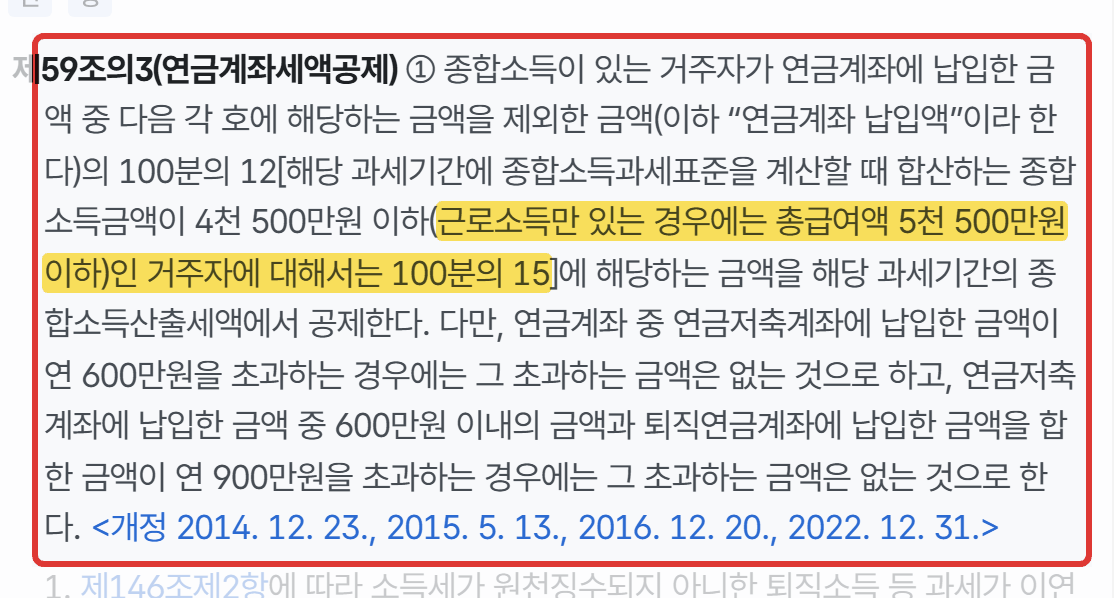 제59조의3(연금계좌세액공제) ① 종합소득이 있는 거주자가 연금계좌에 납입한 금
액 중 다음 각 호에 해당하는 금액을 제외한 금액(이하 “연금계좌 납입액”이라 한
다)의 100분의 12[해당 과세기간에 종합소득과세표준을 계산할 때 합산하는 종합
소득금액이 4천 500만원 이하(근로소득만 있는 경우에는 총급여액 5천 500만원
이하)인 거주자에 대해서는 100분의 15]에 해당하는 금액을 해당 과세기간의 종
합소득산출세액에서 공제한다. 다만, 연금계좌 중 연금저축계좌에 납입한 금액이
연 600만원을 초과하는 경우에는 그 초과하는 금액은 없는 것으로 하고, 연금저축
계좌에 납입한 금액 중 600만원 이내의 금액과 퇴직연금계좌에 납입한 금액을 합
한 금액이 연 900만원을 초과하는 경우에는 그 초과하는 금액은 없는 것으로 한
다. <개정 2014. 12. 23., 2015. 5. 13., 2016. 12. 20., 2022. 12. 31.>
1. 제146조제2항에 따라 소득세가 원천징수되지 아니한 퇴직소득 등 과세가 이연